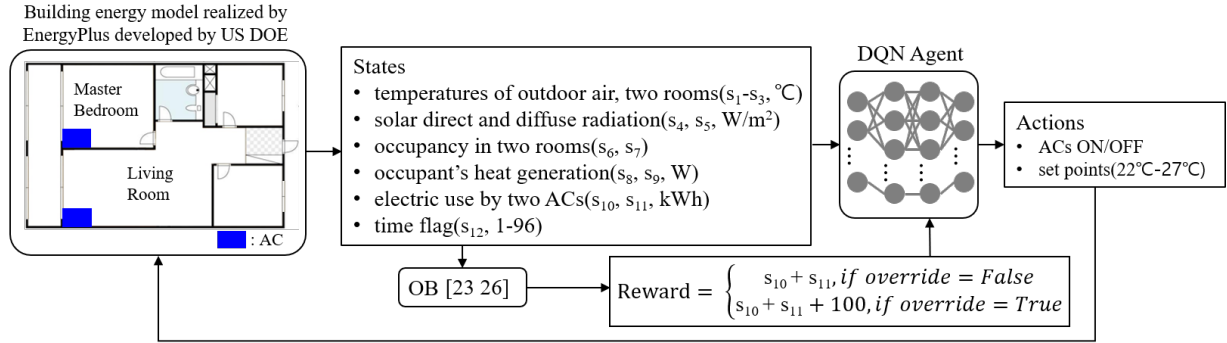 Building energy model realized by
EnergyPlus developed by US DOE
Master
Bedroom
Living
Room
: AC
States
• temperatures of outdoor air, two rooms(s₁-s₃, ℃)
• solar direct and diffuse radiation(s₄, s₅, W/m²)
• occupancy in two rooms(s₆, s₇)
• occupant’s heat generation(s₈, s₉, W)
• electric use by two ACs(s₁₀, s₁₁, kWh)
• time flag(s₁₂, 1-96)
OB [23 26]
Reward = { s₁₀ + s₁₁, if override = False
s₁₀ + s₁₁ + 100, if override = True
DQN Agent
Actions
• ACs ON/OFF
• set points(22℃-27℃)